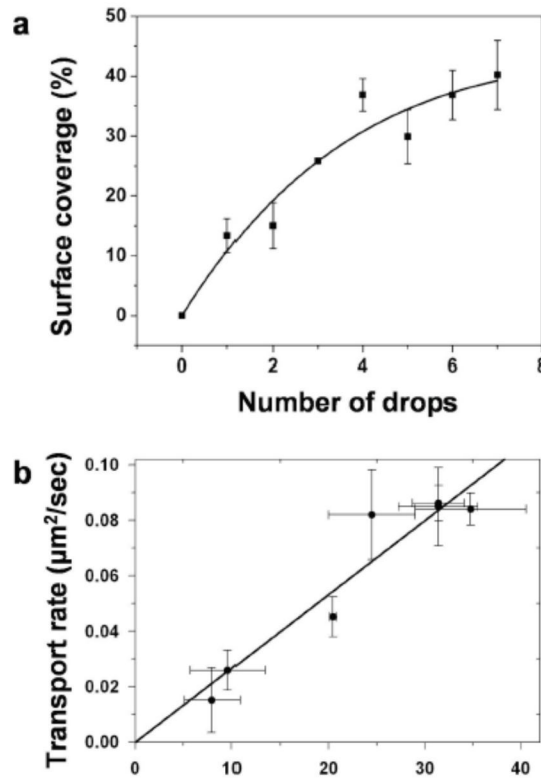 a
50
40
30
20
10
0
Surface coverage (%)
0 2 4 6 8
Number of drops
b
0.10
0.08
0.06
0.04
0.02
0.00
Transport rate (µm²/sec)
0 10 20 30 40